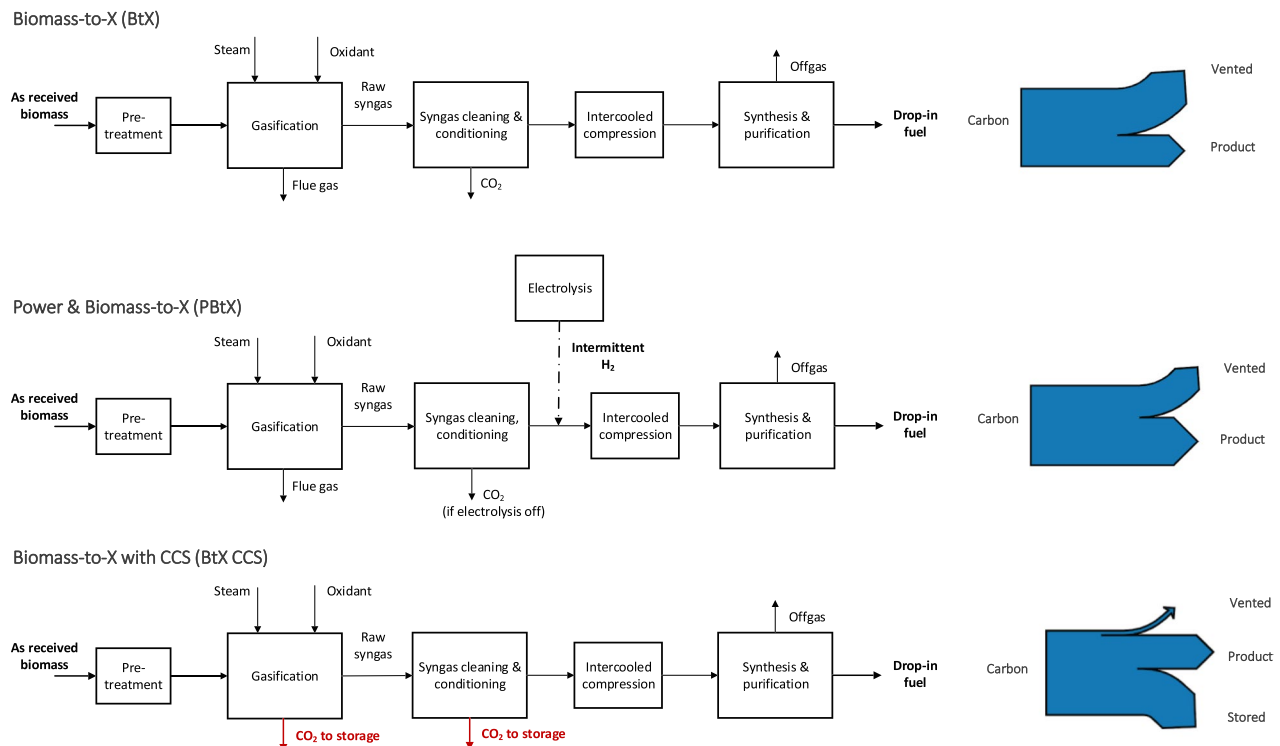 Biomass-to-X (BtX)
Steam
Oxidant
As received
biomass
Pre-
treatment
Gasification
Raw
syngas
Flue gas
Syngas cleaning &
conditioning
CO₂
Intercooled
compression
Offgas
Synthesis &
purification
Drop-in
fuel
Carbon
Vented
Product
Power & Biomass-to-X (PBtX)
Electrolysis
Intermittent
H₂
Steam
Oxidant
As received
biomass
Pre-
treatment
Gasification
Raw
syngas
Flue gas
Syngas cleaning,
conditioning
CO₂
(if electrolysis off)
Intercooled
compression
Offgas
Synthesis &
purification
Drop-in
fuel
Carbon
Vented
Product
Biomass-to-X with CCS (BtX CCS)
Steam
Oxidant
As received
biomass
Pre-
treatment
Gasification
Raw
syngas
CO₂ to storage
Syngas cleaning &
conditioning
CO₂ to storage
Intercooled
compression
Offgas
Synthesis &
purification
Drop-in
fuel
Carbon
Vented
Product
Stored